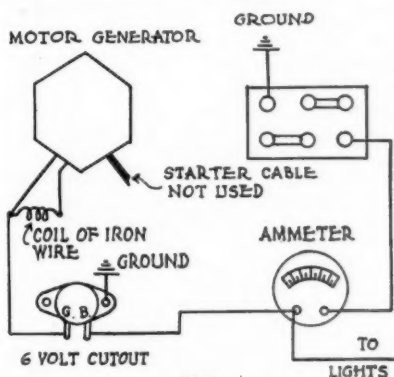 GROUND
MOTOR GENERATOR
STARTER CABLE
NOT USED
COIL OF IRON
WIRE
AMMETER
GROUND
G. B.
6 VOLT CUTOUT
TO
LIGHTS